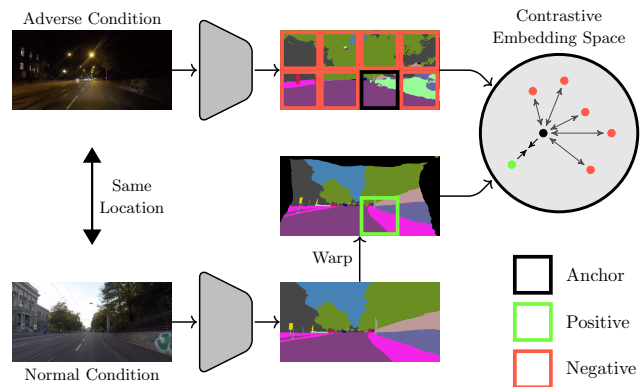 Adverse Condition
Contrastive
Embedding Space
Same
Location
Warp
Normal Condition
Anchor
Positive
Negative